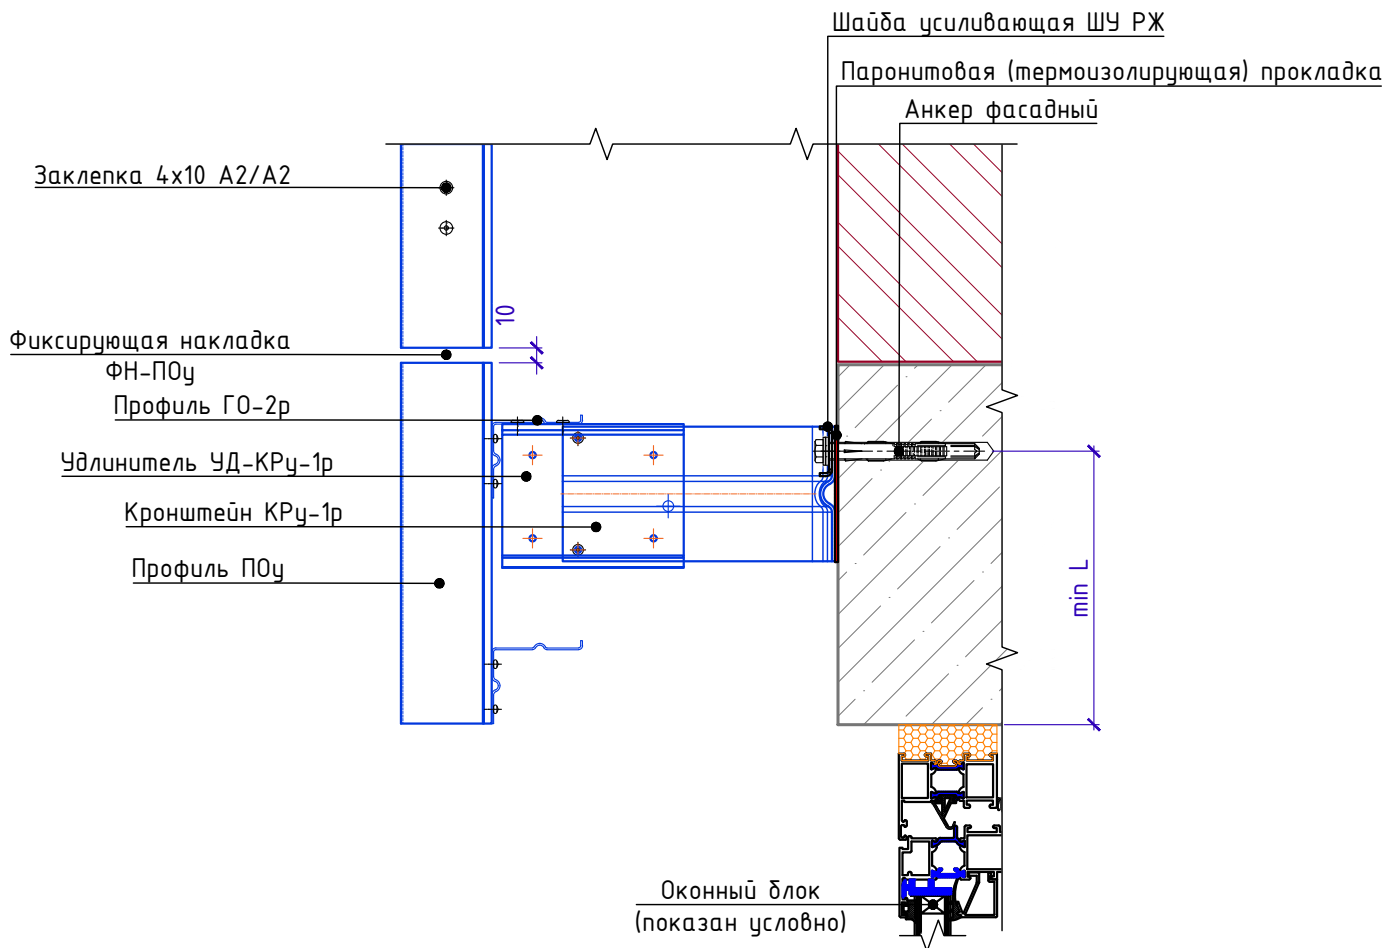 Шайба усиливающая ШУ РЖ
Паронитовая (термоизолирующая) прокладка
Анкер фасадный
Заклепка 4х10 А2/А2
10
Фиксирующая накладка
ФН-ПОу
Профиль ГО-2р
Удлинитель УД-КРу-1р
Кронштейн КРу-1р
Профиль ПОу
min L
Оконный блок
(показан условно)